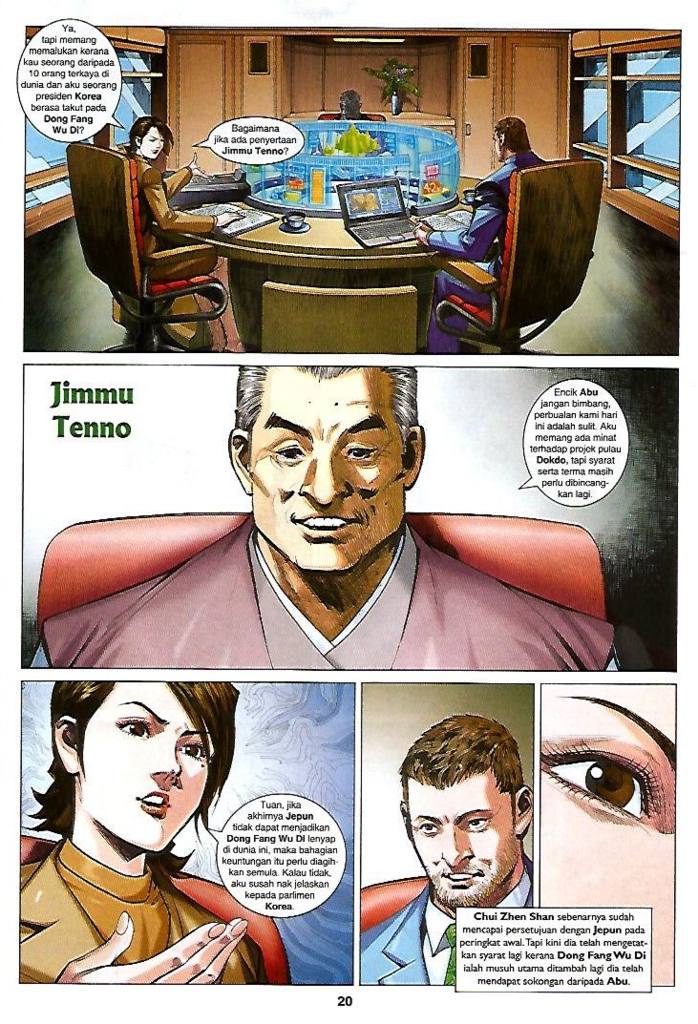 Ya,
tapi memang
memalukan kerana
kau seorang daripada
10 orang terkaya di
dunia dan aku seorang
presiden Korea
berasa takut pada
Dong Fang
Wu Di?
Bagaimana
jika ada penyertaan
Jimmu Tenno?
42
Jimmu
Tenno
Encik Abu
jangan bimbang,
perbualan kami hari
ini adalah sulit. Aku
memang ada minat
terhadap projek pulau
Dokdo, tapi syarat
serta terma masih
perlu dibincang-
kan lagi.
Tuan, jika
akhirnya Jepun
tidak dapat menjadikan
Dong Fang Wu Di lenyap
di dunia ini, maka bahagian
keuntungan itu perlu diagih-
kan semula. Kalau tidak,
aku susah nak jelaskan
kepada parlimen
Korea.
Chui Zhen Shan sebenarnya sudah
mencapai persetujuan dengan Jepun pada
peringkat awal. Tapi kini dia telah mengetat-
kan syarat lagi kerana Dong Fang Wu Di
ialah musuh utama ditambah lagi dia telah
mendapat sokongan daripada Abu.
20